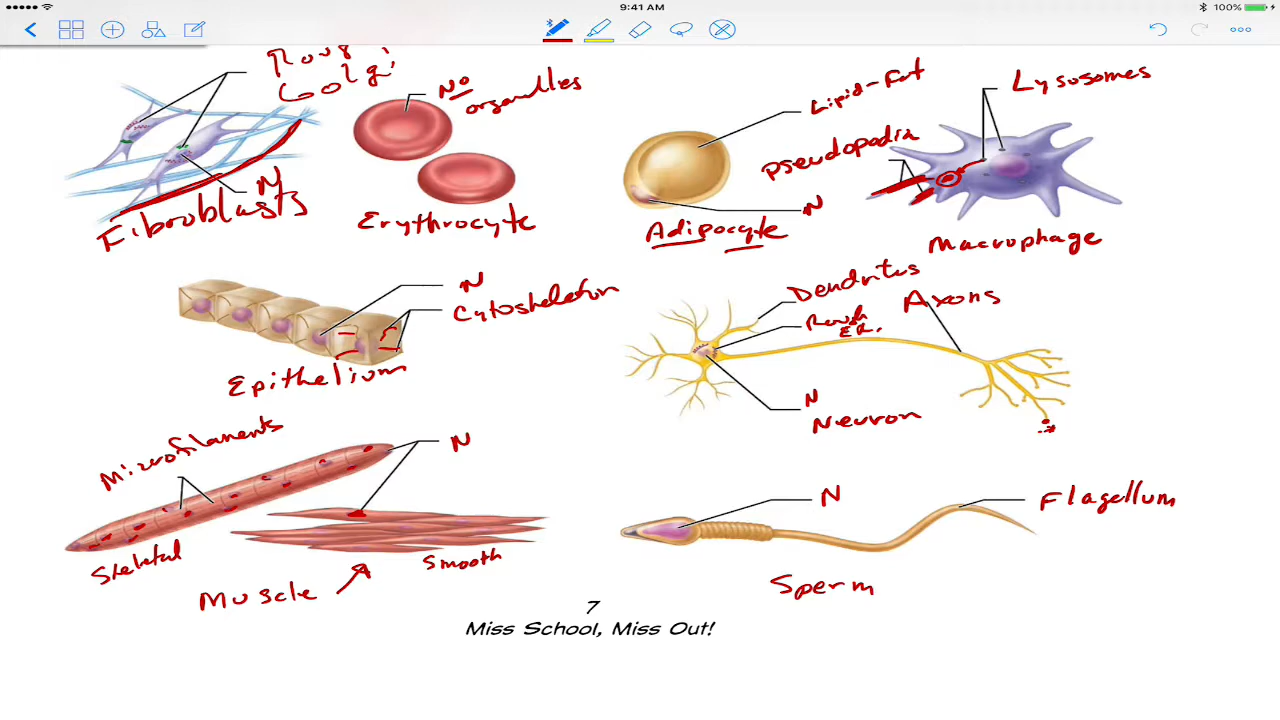 9:41 AM
100%
Golgi
No
organelles
Lipid-Fat
Lysosomes
Pseudopodia
N
N
Fibroblasts
Erythrocyte
Adipocyte
Macrophage
N
Cytoskeleton
Dendrites
Axons
Rough
ER.
Epithelium
N
Neuron
Microfilaments
N
N
Flagellum
Skeletal
Smooth
Muscle
Sperm
7
Miss School, Miss Out!